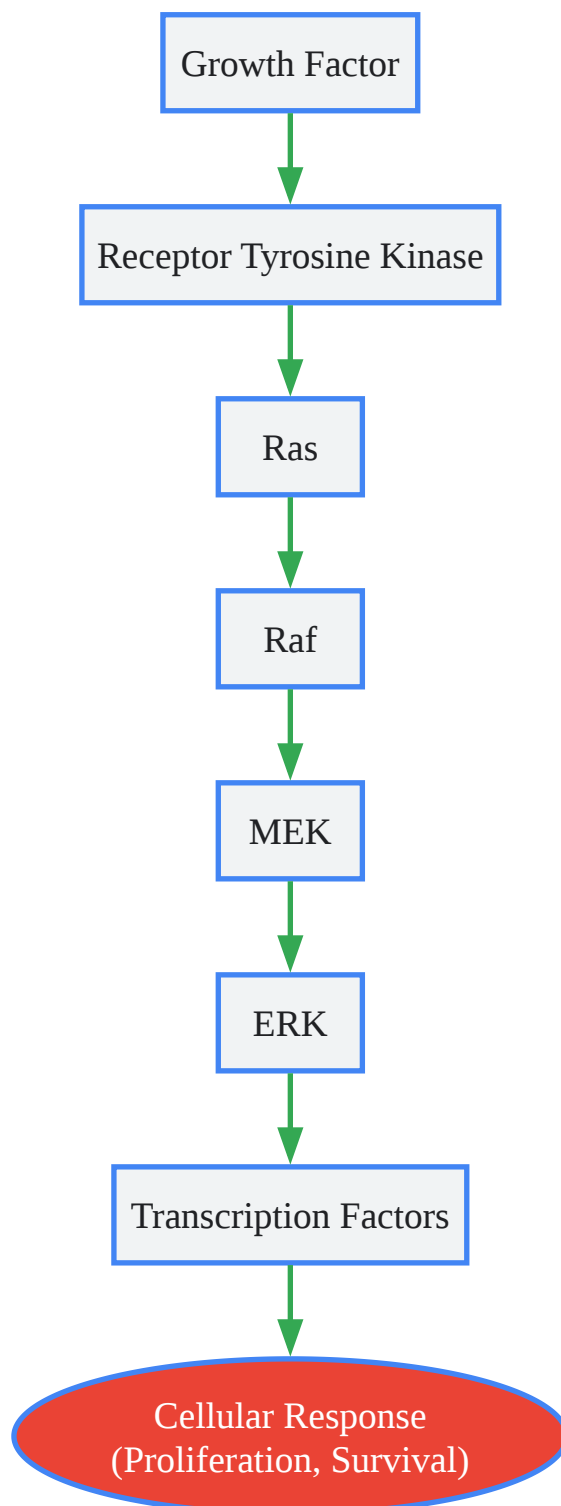 Growth Factor
Receptor Tyrosine Kinase
Ras
Raf
MEK
ERK
Transcription Factors
Cellular Response
(Proliferation, Survival)